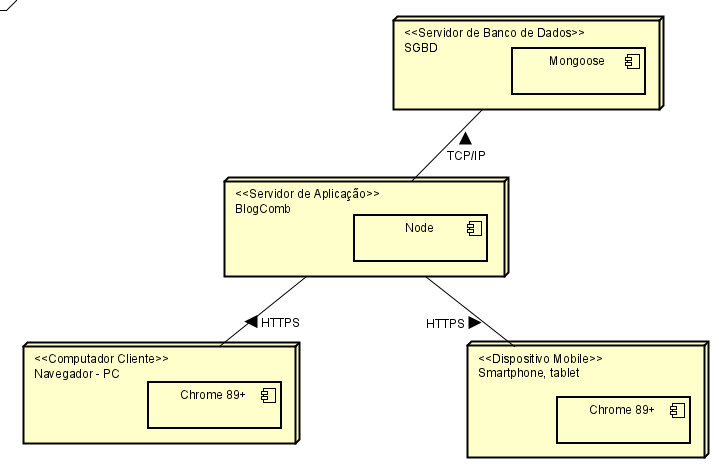 <<Servidor de Banco de Dados>>
SGBD
Mongoose
TCP/IP
<<Servidor de Aplicação>>
BlogComb
Node
HTTPS
HTTPS
<<Computador Cliente>>
Navegador - PC
Chrome 89+
<<Dispositivo Mobile>>
Smartphone, tablet
Chrome 89+